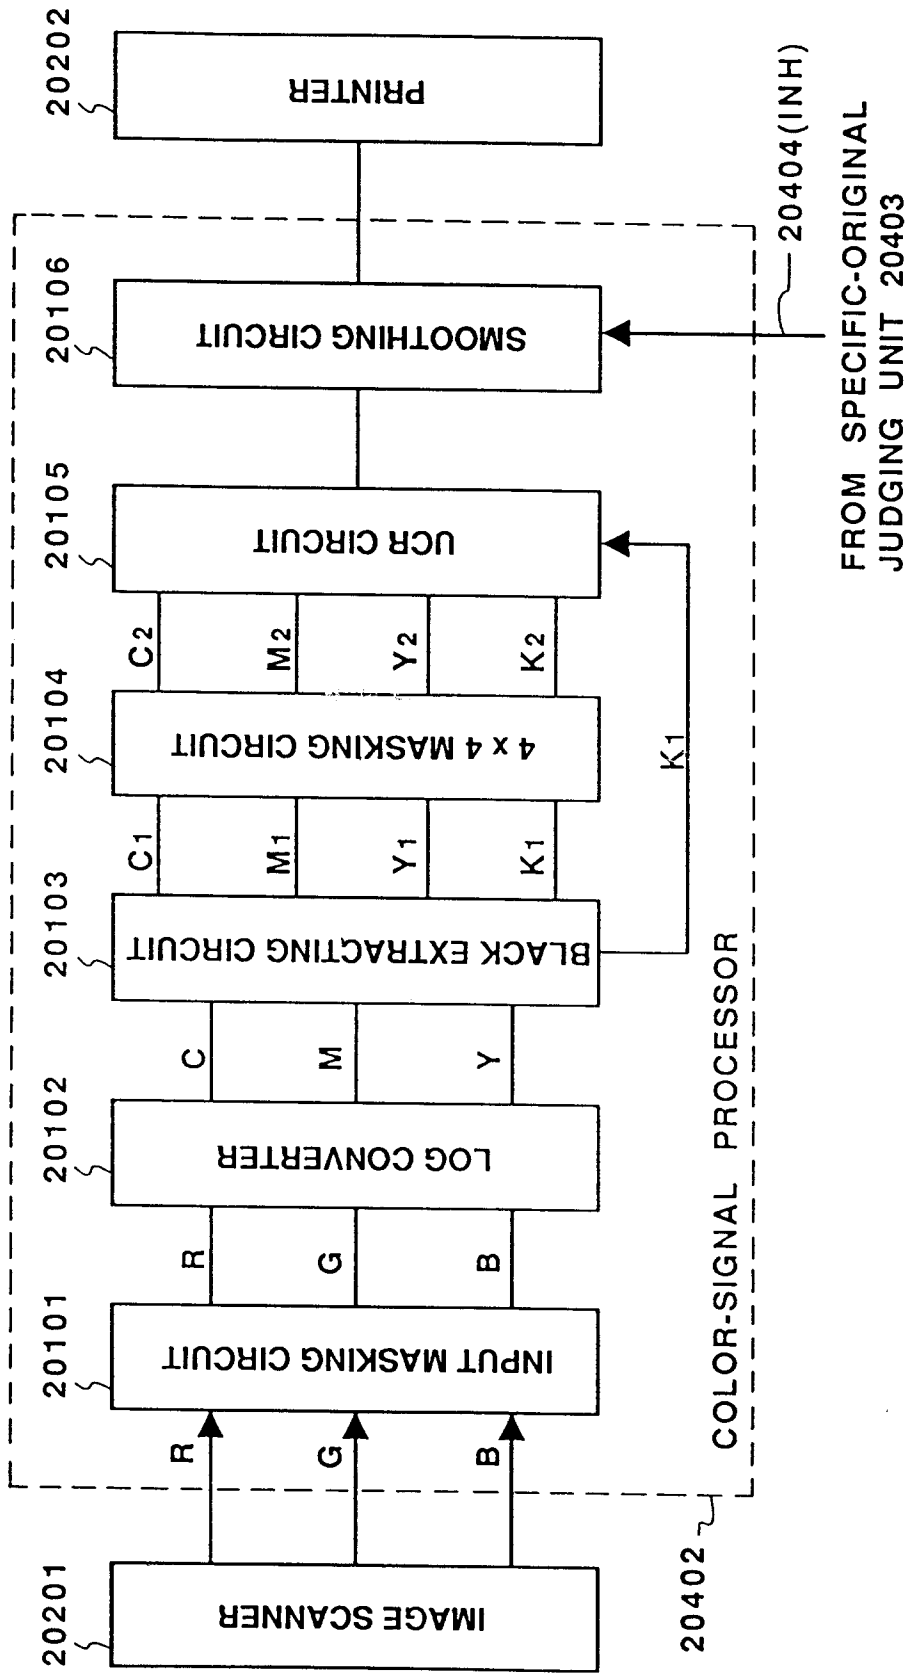 20201
IMAGE SCANNER
R
G
B
20101
INPUT MASKING CIRCUIT
R
G
B
20102
LOG CONVERTER
C
M
Y
20103
BLACK EXTRACTING CIRCUIT
C1
M1
Y1
K1
K1
20104
4 x 4 MASKING CIRCUIT
C2
M2
Y2
K2
20105
UCR CIRCUIT
20106
SMOOTHING CIRCUIT
20202
PRINTER
20402
COLOR-SIGNAL PROCESSOR
20404(INH)
FROM SPECIFIC-ORIGINAL
JUDGING UNIT 20403